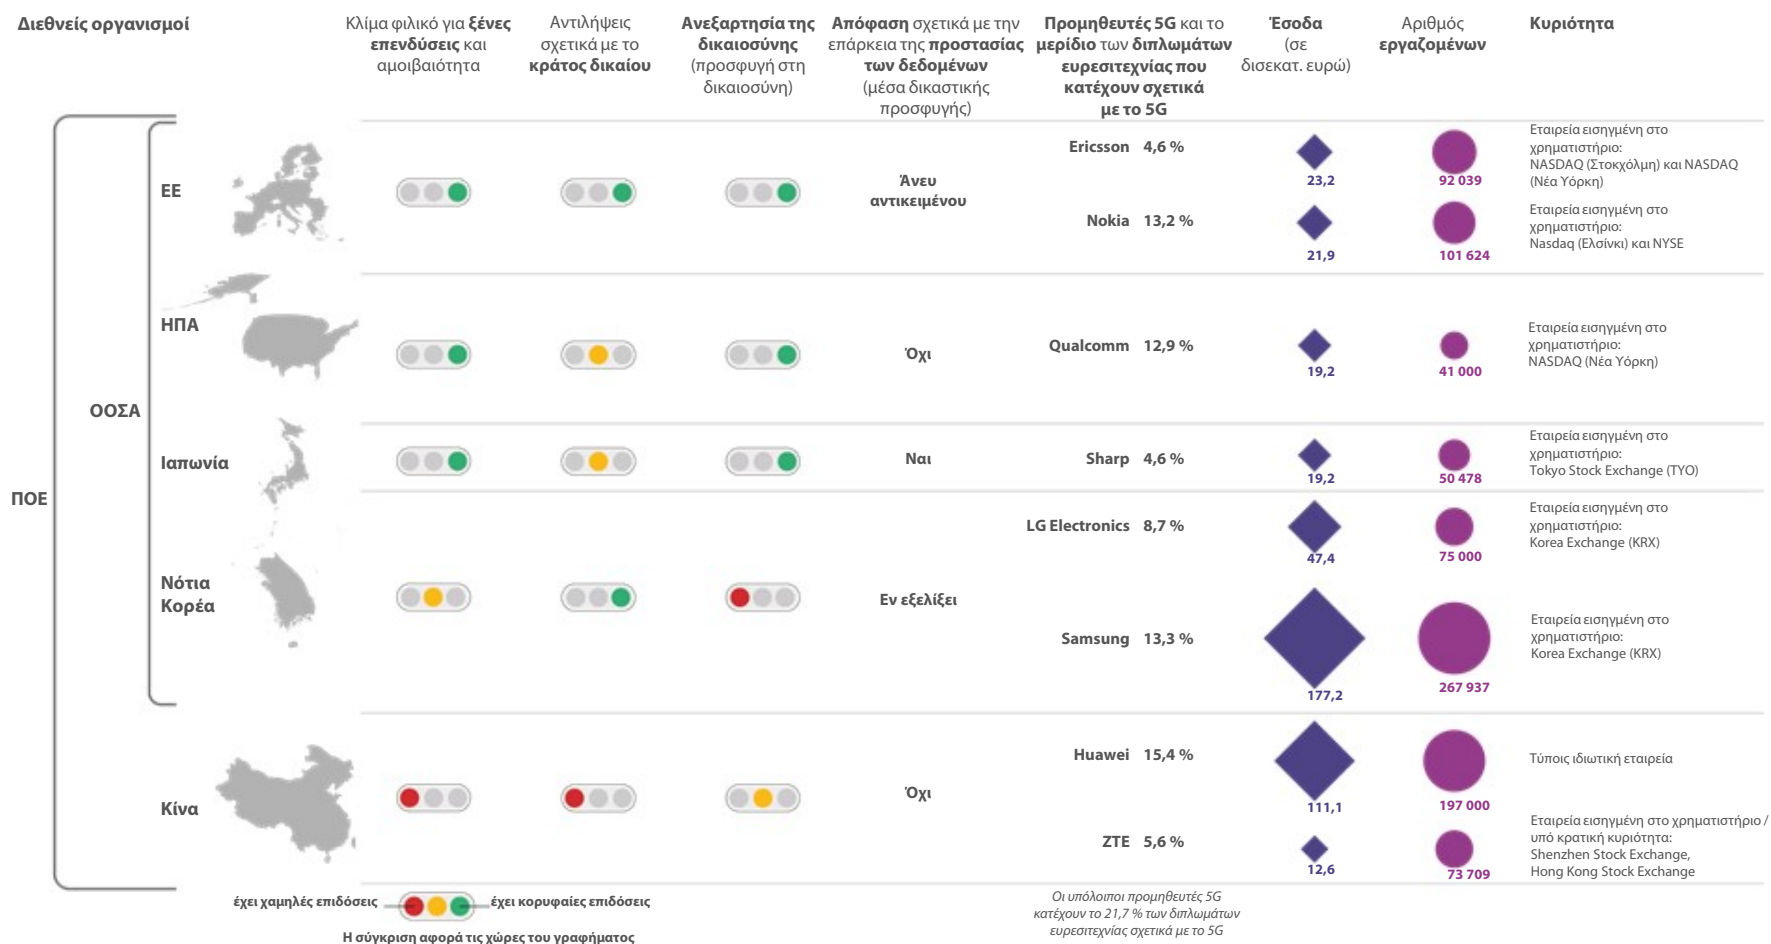 Διεθνείς οργανισμοί
Κλίμα φιλικό για ξένες
επενδύσεις και
αμοιβαιότητα
Αντιλήψεις
σχετικά με το
κράτος δικαίου
Ανεξαρτησία της
δικαιοσύνης
(προσφυγή στη
δικαιοσύνη)
Απόφαση σχετικά με την
επάρκεια της προστασίας
των δεδομένων
(μέσα δικαστικής
προσφυγής)
Προμηθευτές 5G και το
μερίδιο των διπλωμάτων
ευρεσιτεχνίας που
κατέχουν σχετικά
με το 5G
Έσοδα
(σε
δισεκατ. ευρώ)
Αριθμός
εργαζομένων
Κυριότητα
ΠΟΕ
ΟΟΣΑ
ΕΕ
Άνευ
αντικειμένου
Ericsson 4,6 %
23,2
92 039
Εταιρεία εισηγμένη στο
χρηματιστήριο:
NASDAQ (Στοκχόλμη) και NASDAQ
(Νέα Υόρκη)
Nokia 13,2 %
21,9
101 624
Εταιρεία εισηγμένη στο
χρηματιστήριο:
Nasdaq (Ελσίνκι) και NYSE
ΗΠΑ
Όχι
Qualcomm 12,9 %
19,2
41 000
Εταιρεία εισηγμένη στο
χρηματιστήριο:
NASDAQ (Νέα Υόρκη)
Ιαπωνία
Ναι
Sharp 4,6 %
19,2
50 478
Εταιρεία εισηγμένη στο
χρηματιστήριο:
Tokyo Stock Exchange (TYO)
Νότια
Κορέα
Εν εξελίξει
LG Electronics 8,7 %
47,4
75 000
Εταιρεία εισηγμένη στο
χρηματιστήριο:
Korea Exchange (KRX)
Samsung 13,3 %
177,2
267 937
Εταιρεία εισηγμένη στο
χρηματιστήριο:
Korea Exchange (KRX)
Κίνα
Όχι
Huawei 15,4 %
111,1
197 000
Τύποις ιδιωτική εταιρεία
ZTE 5,6 %
12,6
73 709
Εταιρεία εισηγμένη στο χρηματιστήριο /
υπό κρατική κυριότητα:
Shenzhen Stock Exchange,
Hong Kong Stock Exchange
έχει χαμηλές επιδόσεις
έχει κορυφαίες επιδόσεις
Η σύγκριση αφορά τις χώρες του γραφήματος
Οι υπόλοιποι προμηθευτές 5G
κατέχουν το 21,7 % των διπλωμάτων
ευρεσιτεχνίας σχετικά με το 5G